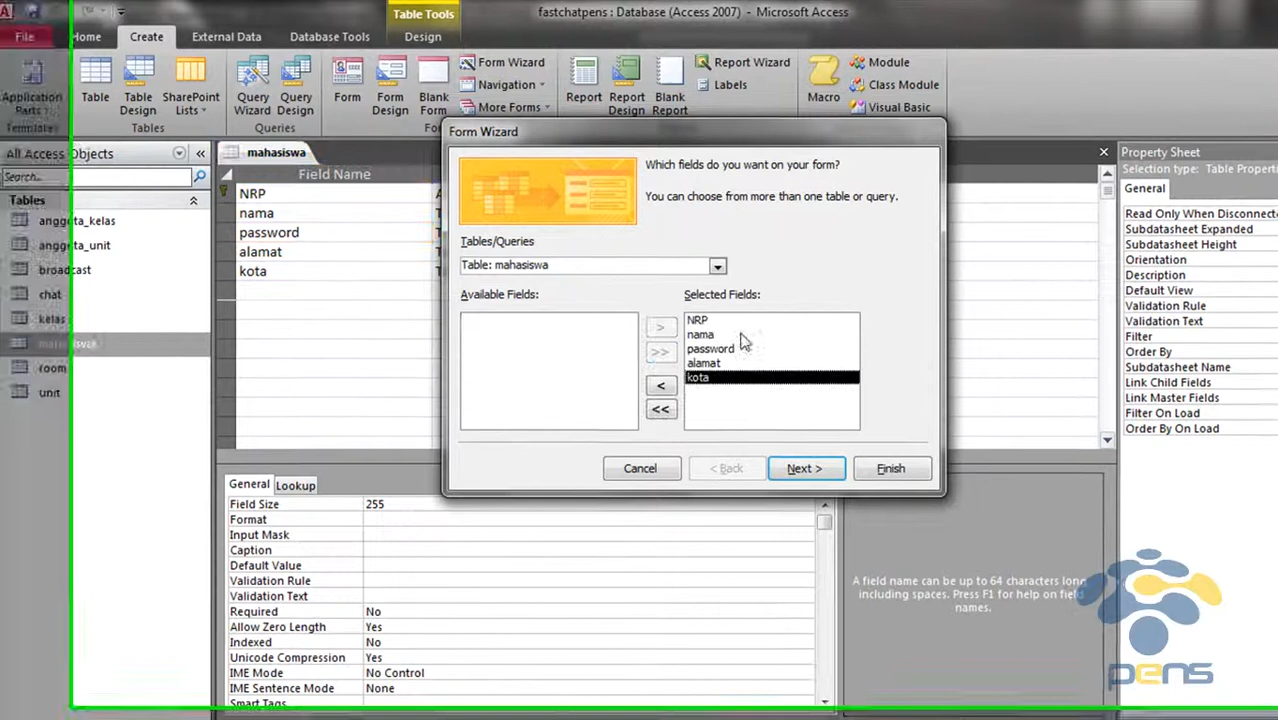 fastchatpens : Database (Access 2007) - Microsoft Access
Table Tools
File
Home
Create
External Data
Database Tools
Design
Application Parts
Templates
Table
Table Design
SharePoint Lists
Tables
Query Wizard
Query Design
Queries
Form
Form Design
Blank Form
Form Wizard
Navigation
More Forms
Report
Report Design
Blank Report
Report Wizard
Labels
Macro
Module
Class Module
Visual Basic
All Access Objects
Search...
Tables
anggota_kelas
anggota_unit
broadcast
chat
kelas
mahasiswa
room
unit
mahasiswa
Field Name
NRP
nama
password
alamat
kota
Form Wizard
Which fields do you want on your form?
You can choose from more than one table or query.
Tables/Queries
Table: mahasiswa
Available Fields:
Selected Fields:
NRP
nama
password
alamat
kota
>
>>
<
<<
Cancel
< Back
Next >
Finish
Property Sheet
Selection type: Table Properti
General
Read Only When Disconnecta
Subdatasheet Expanded
Subdatasheet Height
Orientation
Description
Default View
Validation Rule
Validation Text
Filter
Order By
Subdatasheet Name
Link Child Fields
Link Master Fields
Filter On Load
Order By On Load
General
Lookup
Field Size 255
Format
Input Mask
Caption
Default Value
Validation Rule
Validation Text
Required No
Allow Zero Length Yes
Indexed No
Unicode Compression Yes
IME Mode No Control
IME Sentence Mode None
Smart Tags
A field name can be up to 64 characters long
including spaces. Press F1 for help on field
names.
pens